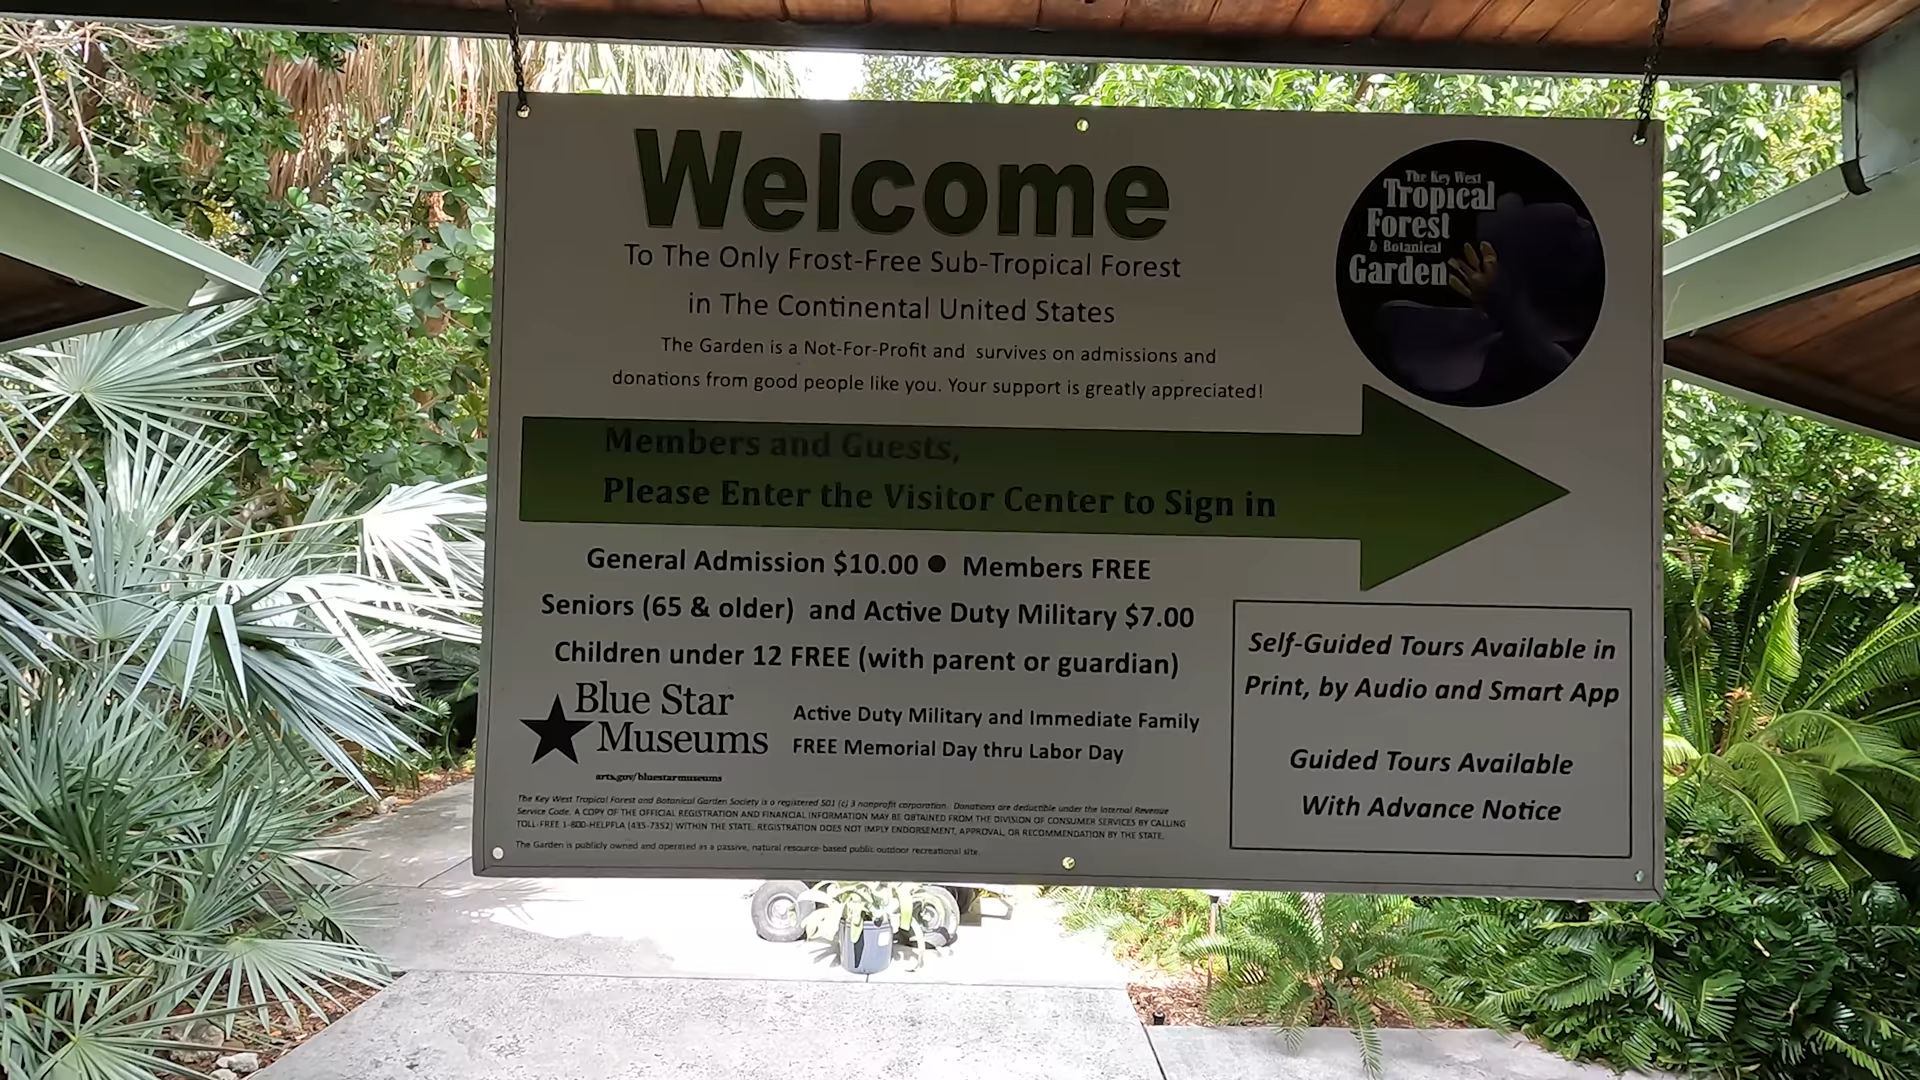 Welcome
To The Only Frost-Free Sub-Tropical Forest
in The Continental United States
The Garden is a Not-For-Profit and survives on admissions and
donations from good people like you. Your support is greatly appreciated!
The Key West
Tropical
Forest
& Botanical
Garden
Members and Guests,
Please Enter the Visitor Center to Sign in
General Admission $10.00 ● Members FREE
Seniors (65 & older) and Active Duty Military $7.00
Children under 12 FREE (with parent or guardian)
Blue Star
Museums
arts.gov/bluestarmuseums
Active Duty Military and Immediate Family
FREE Memorial Day thru Labor Day
Self-Guided Tours Available in
Print, by Audio and Smart App
Guided Tours Available
With Advance Notice
The Key West Tropical Forest and Botanical Garden Society is a registered 501 (c) 3 nonprofit corporation. Donations are deductible under the Internal Revenue
Service Code. A COPY OF THE OFFICIAL REGISTRATION AND FINANCIAL INFORMATION MAY BE OBTAINED FROM THE DIVISION OF CONSUMER SERVICES BY CALLING
TOLL-FREE 1-800-HELPFLA (435-7352) WITHIN THE STATE. REGISTRATION DOES NOT IMPLY ENDORSEMENT, APPROVAL, OR RECOMMENDATION BY THE STATE.
The Garden is publicly owned and operated as a passive, natural resource-based public outdoor recreational site.